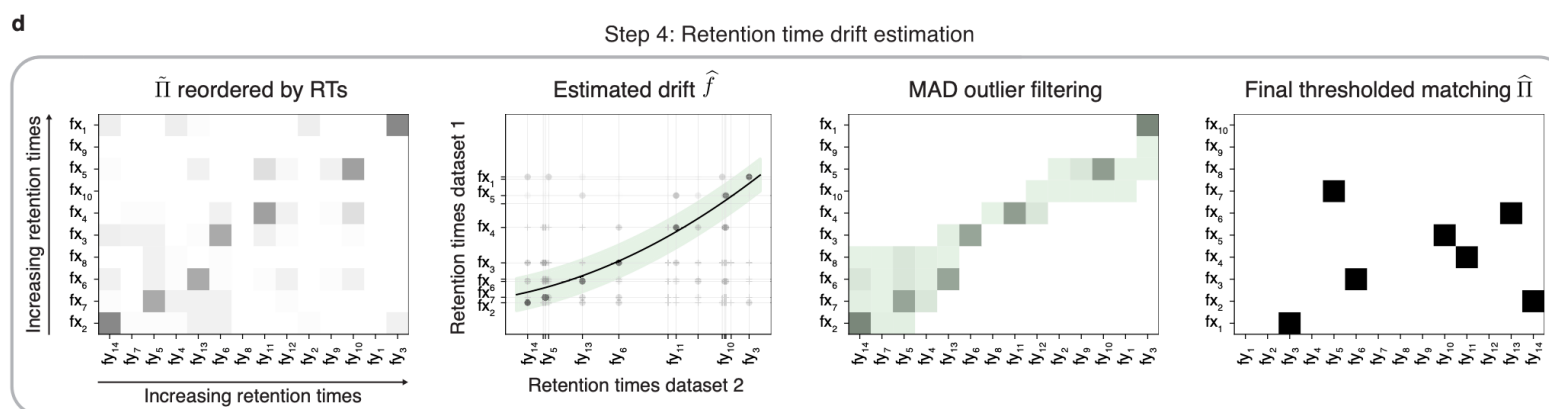 d
Step 4: Retention time drift estimation
Π̃ reordered by RTs
Increasing retention times
fx₁
fx₉
fx₅
fx₁₀
fx₄
fx₃
fx₈
fx₆
fx₇
fx₂
fy₁₄ fy₇ fy₅ fy₄ fy₁₃ fy₆ fy₈ fy₁₁ fy₁₂ fy₂ fy₉ fy₁₀ fy₁ fy₃
Increasing retention times
Estimated drift f̂
Retention times dataset 1
fx₁
fx₅
fx₄
fx₃
fx₆
fx₇
fx₂
fy₁₄ fy₅ fy₁₃ fy₆ fy₁₁ fy₁₀ fy₃
Retention times dataset 2
MAD outlier filtering
fx₁
fx₉
fx₅
fx₁₀
fx₄
fx₃
fx₈
fx₆
fx₇
fx₂
fy₁₄ fy₇ fy₅ fy₄ fy₁₃ fy₆ fy₈ fy₁₁ fy₁₂ fy₂ fy₉ fy₁₀ fy₁ fy₃
Final thresholded matching Π̂
fx₁₀
fx₉
fx₈
fx₇
fx₆
fx₅
fx₄
fx₃
fx₂
fx₁
fy₁ fy₂ fy₃ fy₄ fy₅ fy₆ fy₇ fy₈ fy₉ fy₁₀ fy₁₁ fy₁₂ fy₁₃ fy₁₄